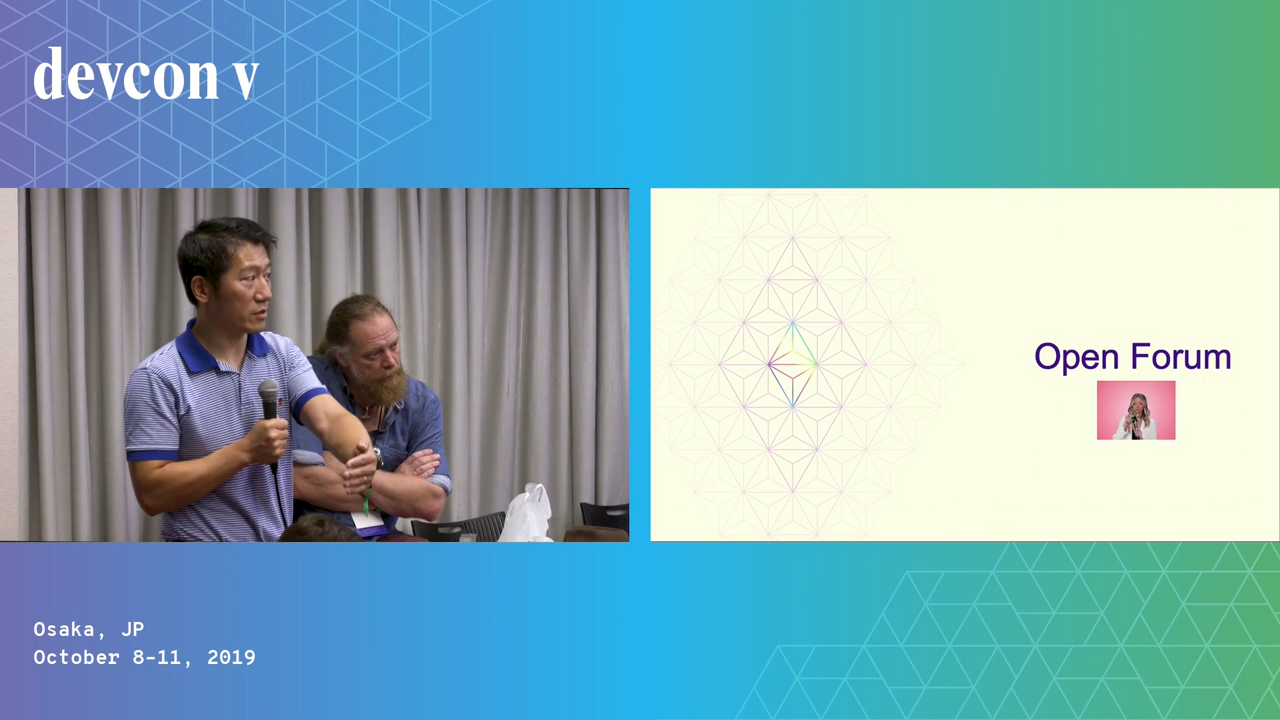 devcon v
Open Forum
Osaka, JP
October 8-11, 2019